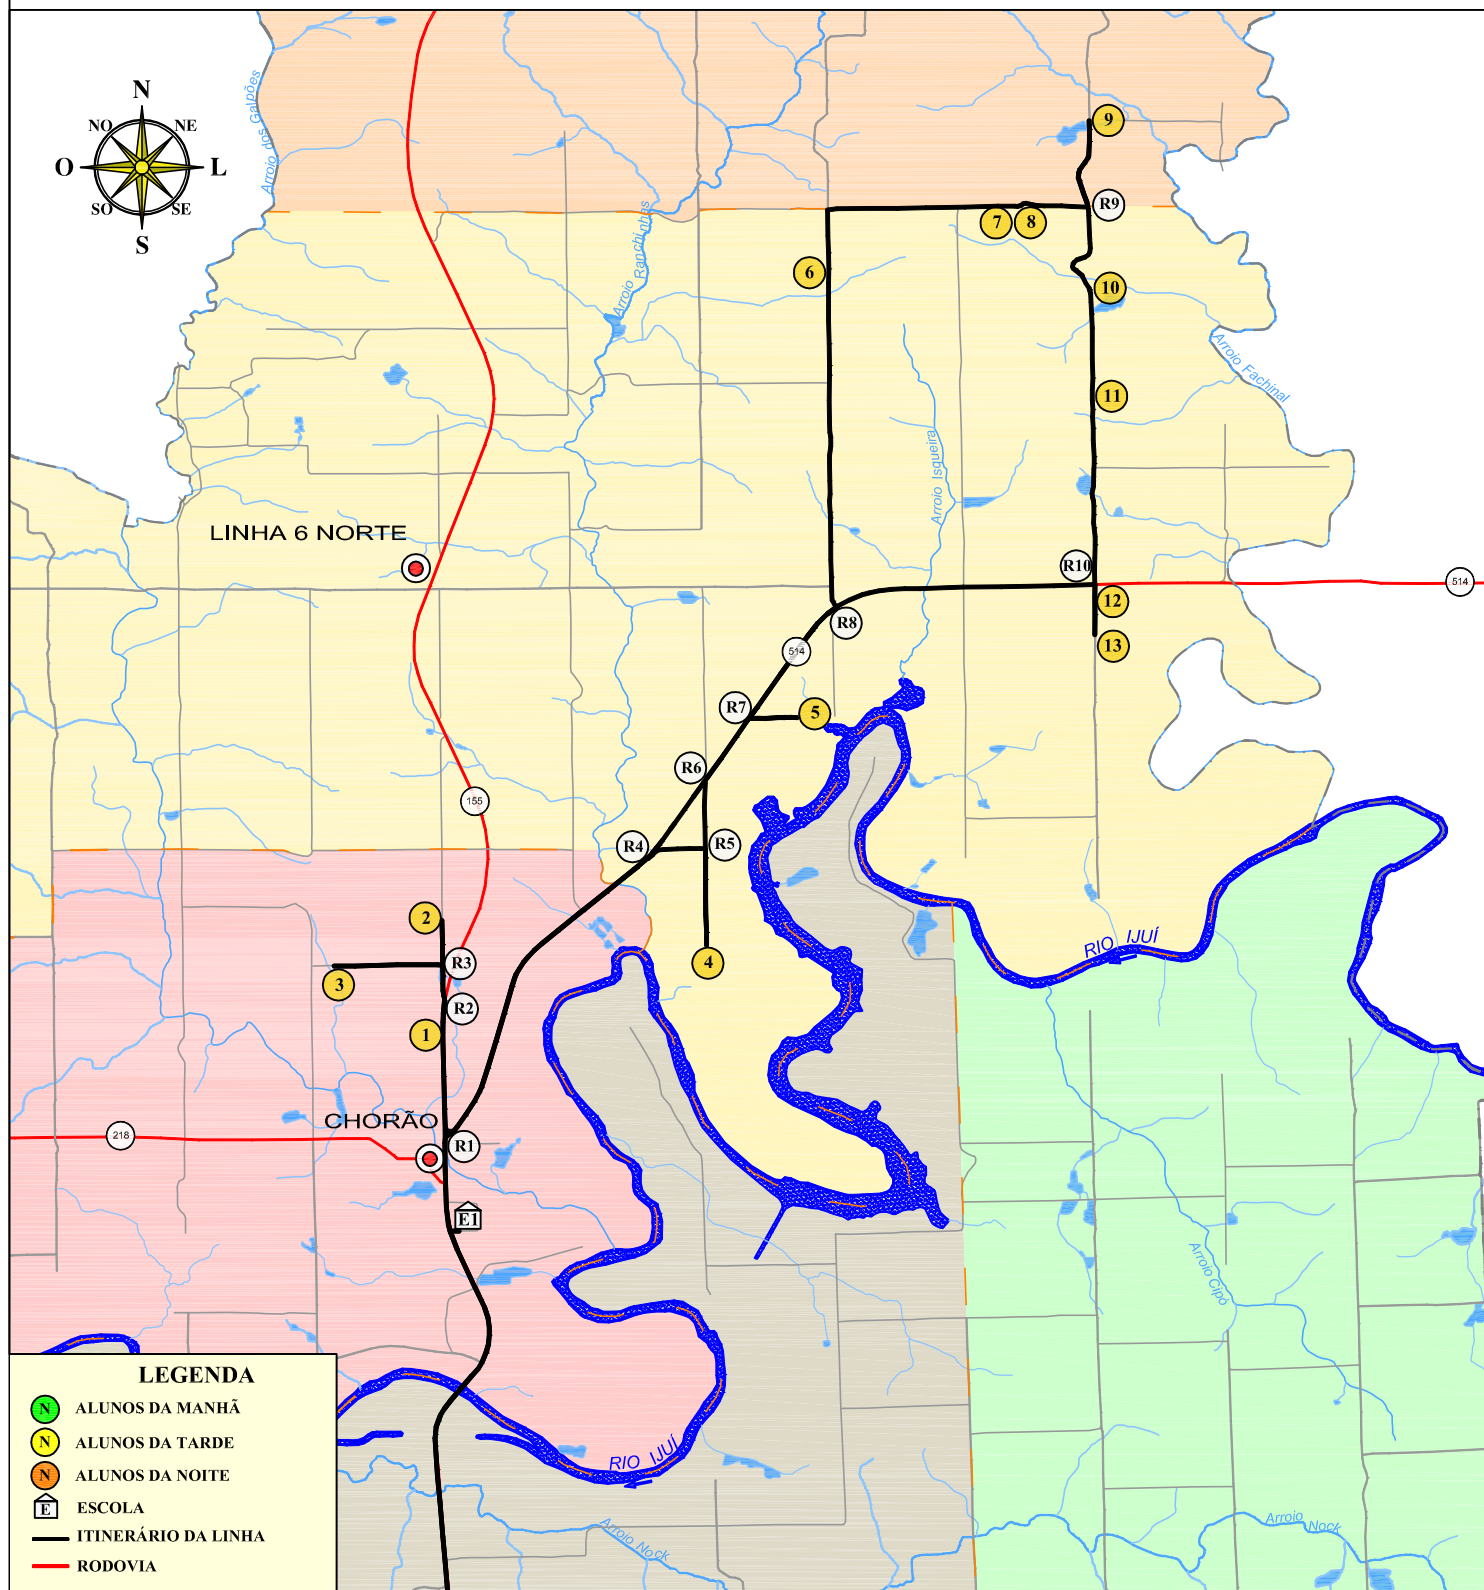 N
NO
NE
O
L
SO
SE
S
Arroio dos Galpões
Arroio Ranchinhas
9
R9
7
8
6
10
Arroio Fachinal
11
Arroio Isqueira
LINHA 6 NORTE
R10
514
12
R8
13
514
R7
5
R6
155
R4
R5
2
R3
4
3
R2
1
RIO IJUÍ
CHORÃO
218
R1
E1
Arroio Cipó
RIO IJUÍ
Arroio Nock
Arroio Nock
LEGENDA
N ALUNOS DA MANHÃ
N ALUNOS DA TARDE
N ALUNOS DA NOITE
E ESCOLA
ITINERÁRIO DA LINHA
RODOVIA